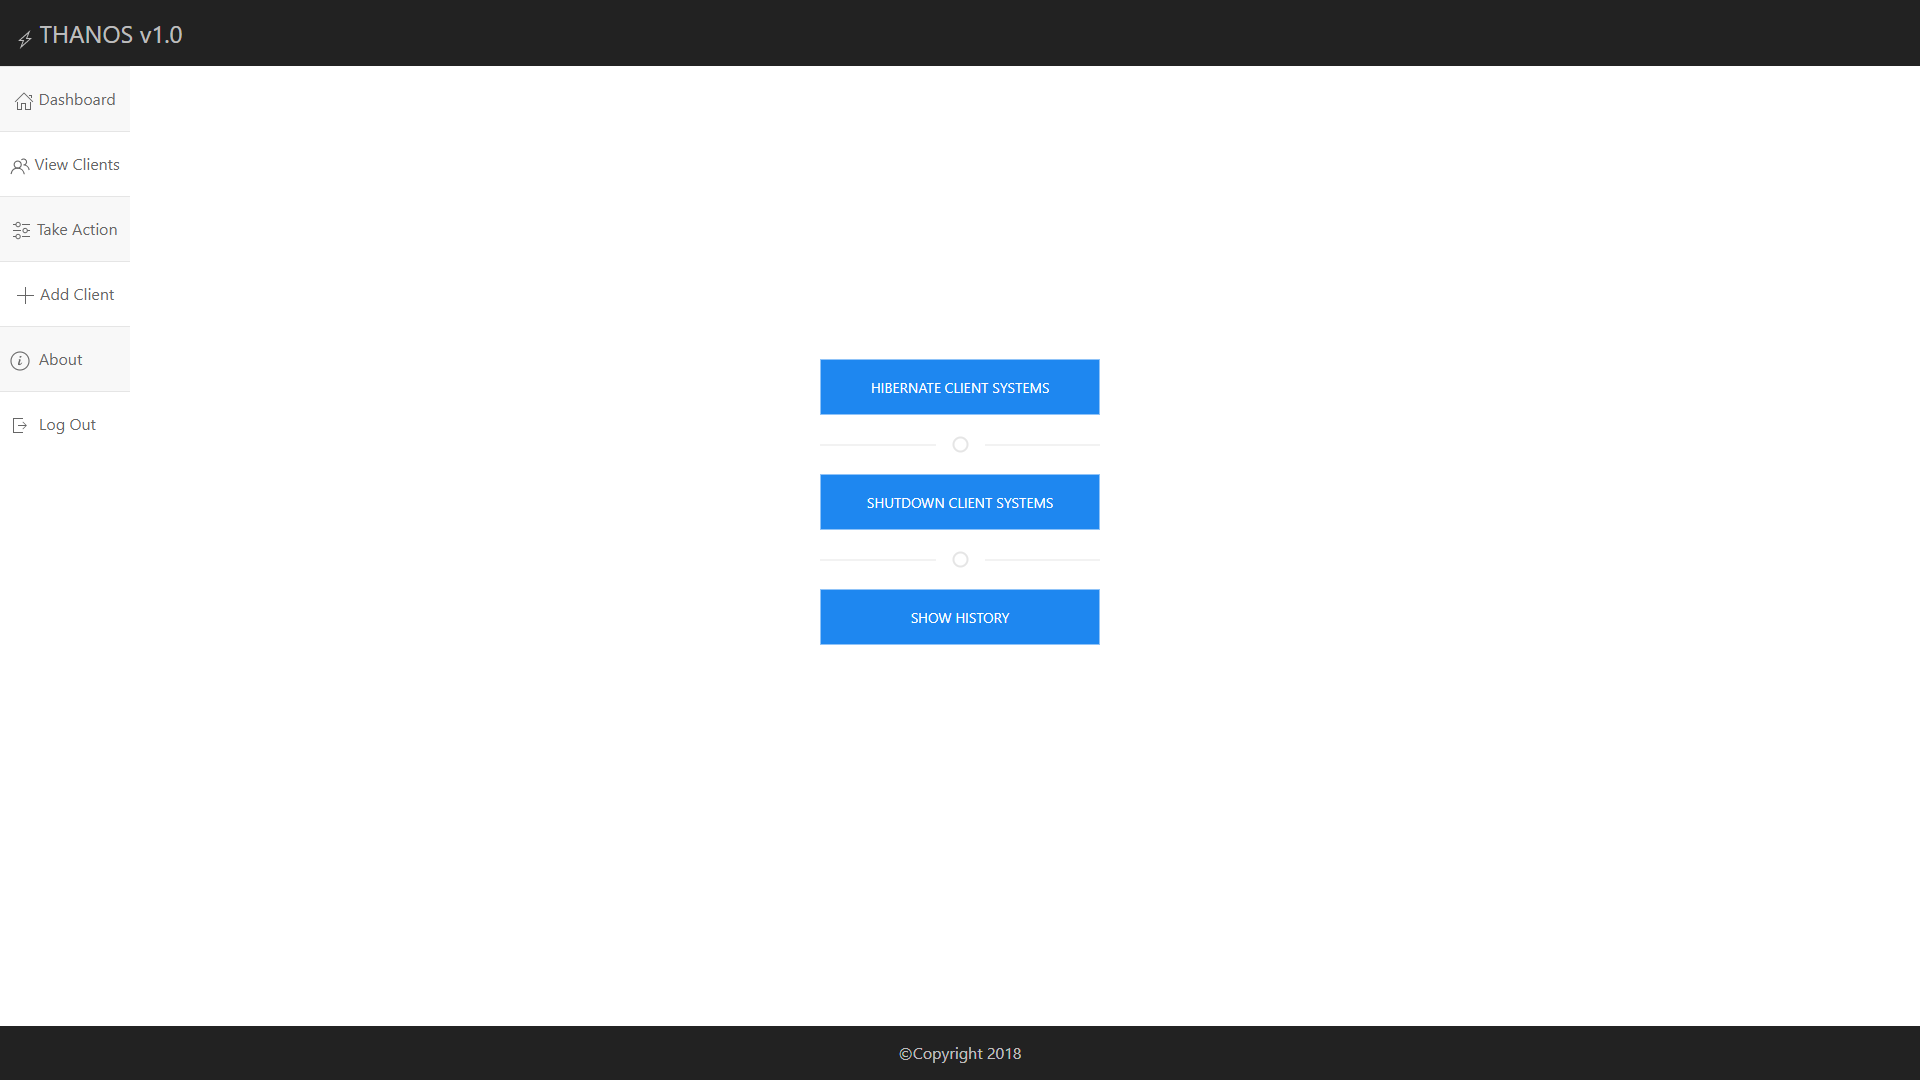 THANOS v1.0
Dashboard
View Clients
Take Action
Add Client
About
Log Out
HIBERNATE CLIENT SYSTEMS
SHUTDOWN CLIENT SYSTEMS
SHOW HISTORY
©Copyright 2018